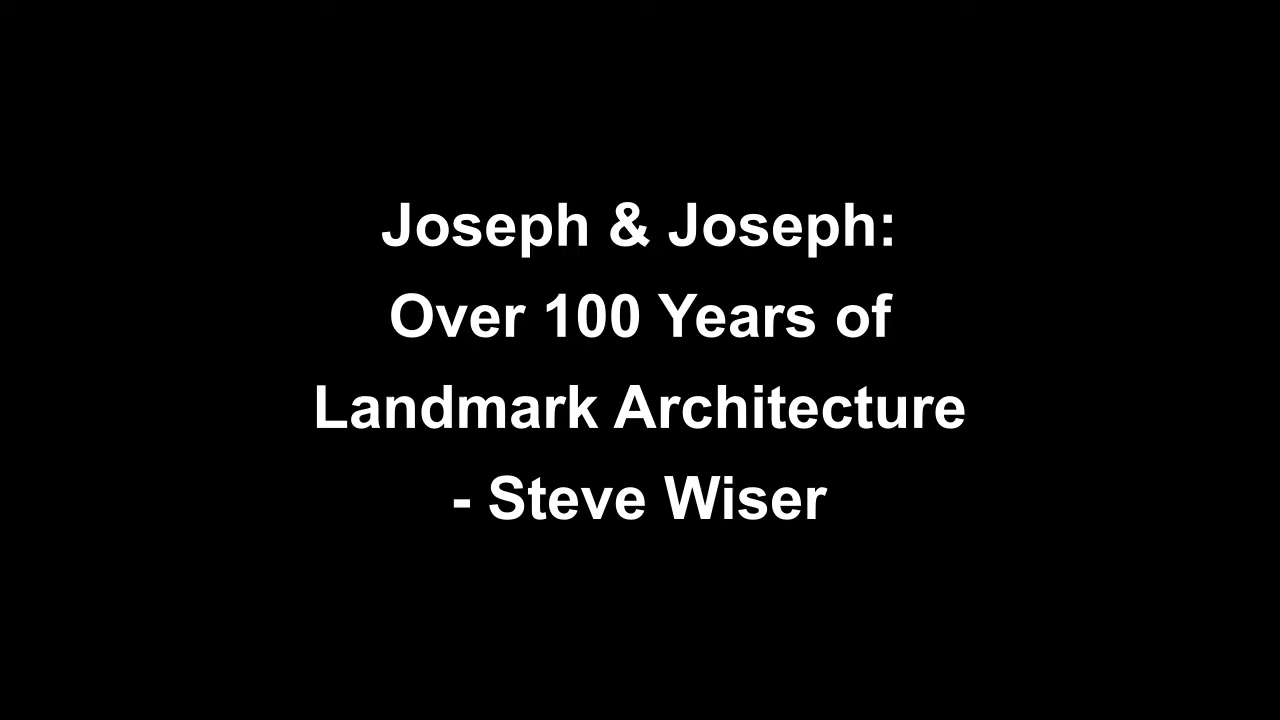 Joseph & Joseph:
Over 100 Years of
Landmark Architecture
- Steve Wiser